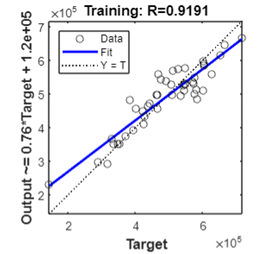 Training: R=0.9191
×10⁵
Output ~= 0.76*Target + 1.2e+05
Data
Fit
Y = T
7
6
5
4
3
2
2 4 6
Target ×10⁵